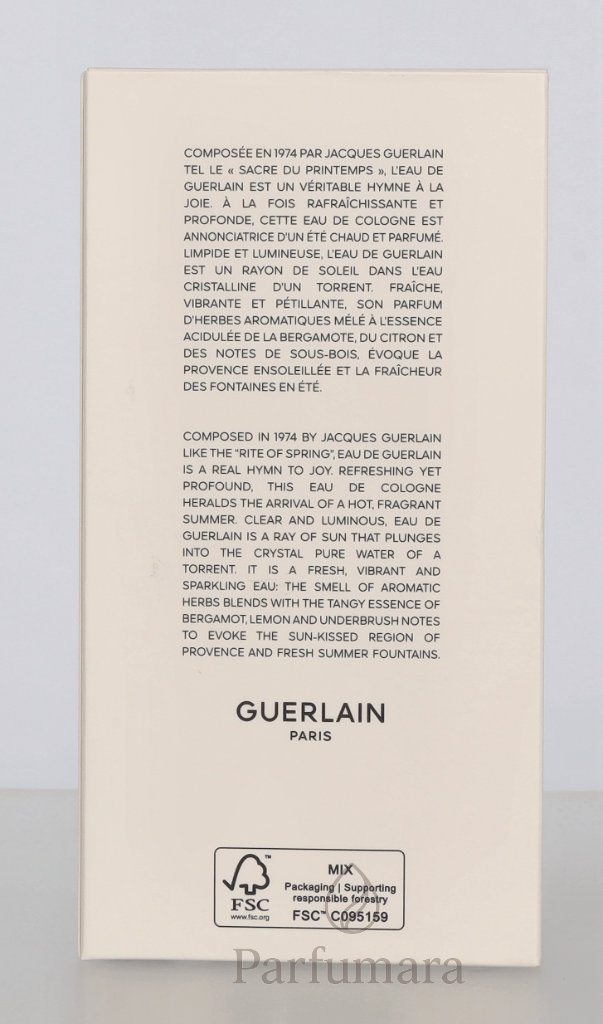 COMPOSÉE EN 1974 PAR JACQUES GUERLAIN
TEL LE « SACRE DU PRINTEMPS », L'EAU DE
GUERLAIN EST UN VÉRITABLE HYMNE À LA
JOIE. À LA FOIS RAFRAÎCHISSANTE ET
PROFONDE, CETTE EAU DE COLOGNE EST
ANNONCIATRICE D'UN ÉTÉ CHAUD ET PARFUMÉ.
LIMPIDE ET LUMINEUSE, L'EAU DE GUERLAIN
EST UN RAYON DE SOLEIL DANS L'EAU
CRISTALLINE D'UN TORRENT. FRAÎCHE,
VIBRANTE ET PÉTILLANTE, SON PARFUM
D'HERBES AROMATIQUES MÊLÉ À L'ESSENCE
ACIDULÉE DE LA BERGAMOTE, DU CITRON ET
DES NOTES DE SOUS-BOIS, ÉVOQUE LA
PROVENCE ENSOLEILLÉE ET LA FRAÎCHEUR
DES FONTAINES EN ÉTÉ.
COMPOSED IN 1974 BY JACQUES GUERLAIN
LIKE THE "RITE OF SPRING", EAU DE GUERLAIN
IS A REAL HYMN TO JOY. REFRESHING YET
PROFOUND, THIS EAU DE COLOGNE
HERALDS THE ARRIVAL OF A HOT, FRAGRANT
SUMMER. CLEAR AND LUMINOUS, EAU DE
GUERLAIN IS A RAY OF SUN THAT PLUNGES
INTO THE CRYSTAL PURE WATER OF A
TORRENT. IT IS A FRESH, VIBRANT AND
SPARKLING EAU: THE SMELL OF AROMATIC
HERBS BLENDS WITH THE TANGY ESSENCE OF
BERGAMOT, LEMON AND UNDERBRUSH NOTES
TO EVOKE THE SUN-KISSED REGION OF
PROVENCE AND FRESH SUMMER FOUNTAINS.
GUERLAIN
PARIS
™
FSC
www.fsc.org
MIX
Packaging | Supporting
responsible forestry
FSC™ C095159
Parfumara